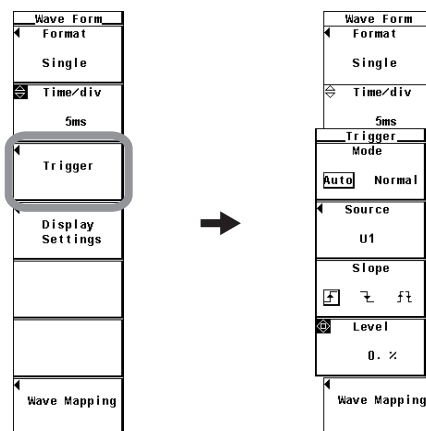 Wave Form
Format
Single
Time/div
5ms
Trigger
Display
Settings
Wave Mapping
Wave Form
Format
Single
Time/div
5ms
Trigger
Mode
Auto Normal
Source
U1
Slope
Level
0. %
Wave Mapping